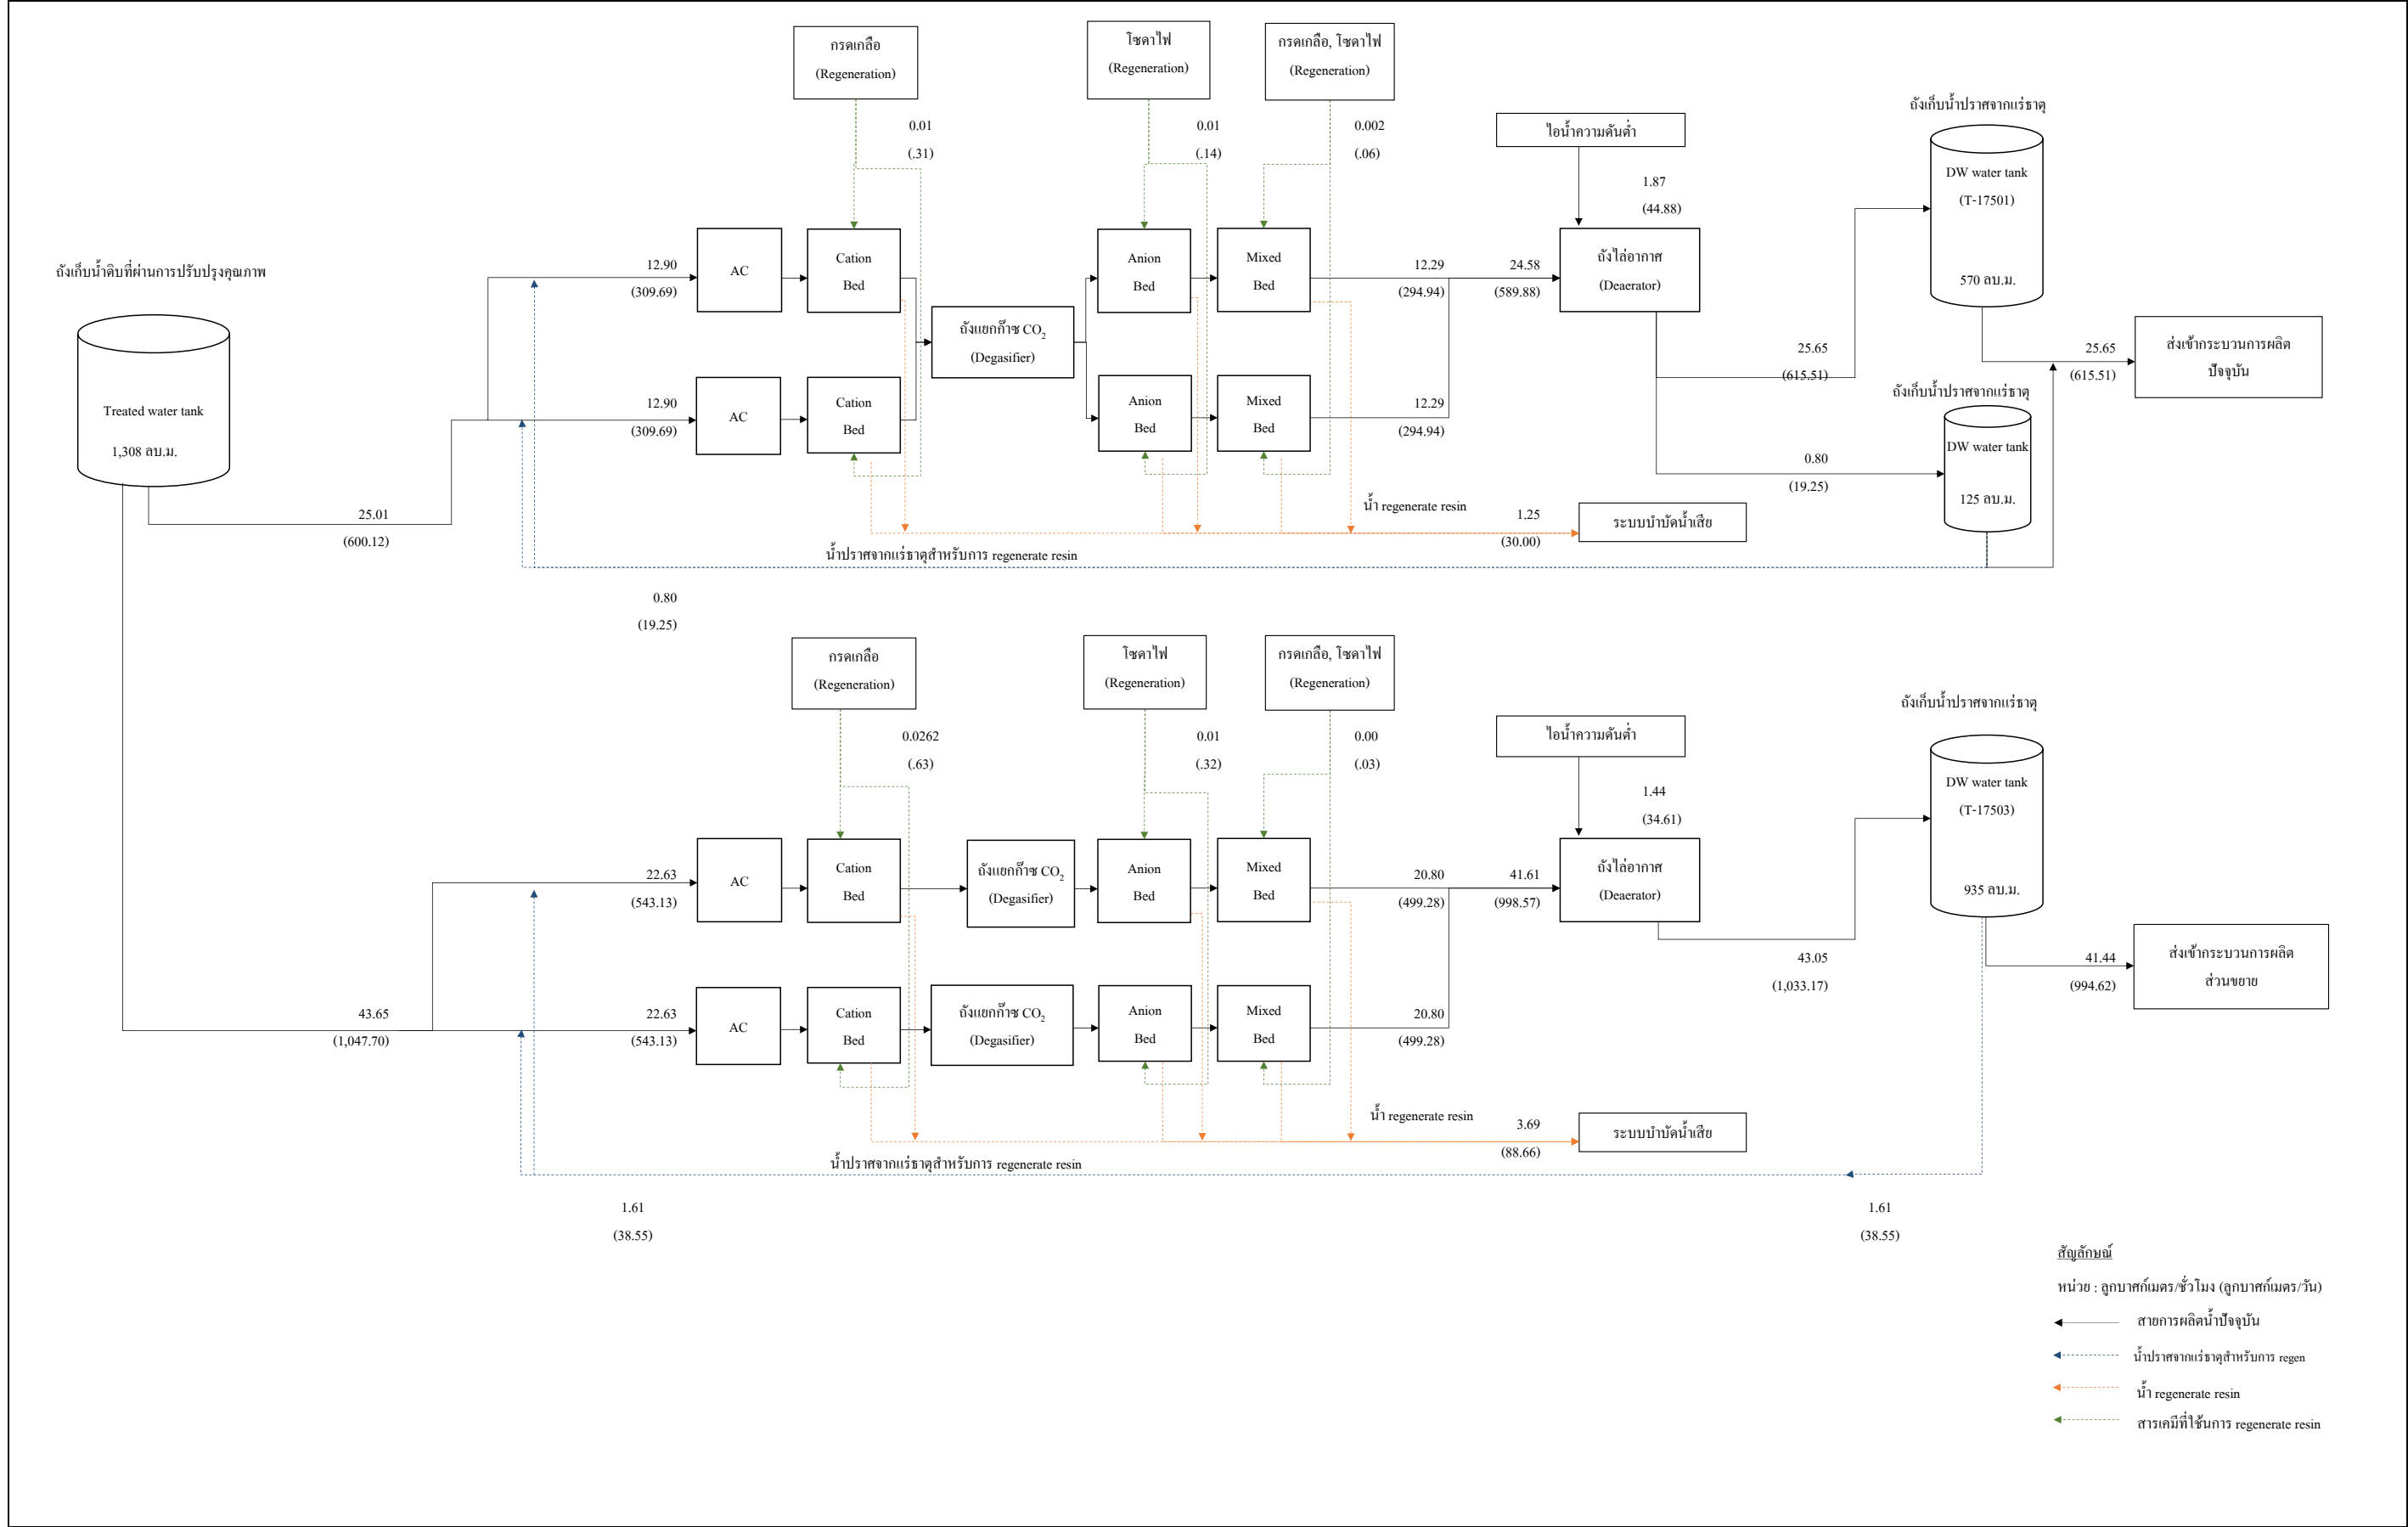 กรดเกลือ
(Regeneration)
โซดาไฟ
(Regeneration)
กรดเกลือ, โซดาไฟ
(Regeneration)
0.01
(.31)
0.01
(.14)
0.002
(.06)
ไอน้ำความดันต่ำ
1.87
(44.88)
ถังเก็บน้ำปราศจากแร่ธาตุ
DW water tank
(T-17501)
570 ลบ.ม.
ถังเก็บน้ำดิบที่ผ่านการปรับปรุงคุณภาพ
Treated water tank
1,308 ลบ.ม.
12.90
(309.69)
AC
Cation
Bed
ถังแยกก๊าซ CO2
(Degasifier)
Anion
Bed
Mixed
Bed
12.29
(294.94)
24.58
(589.88)
ถังไล่อากาศ
(Deaerator)
25.65
(615.51)
25.65
(615.51)
ส่งเข้ากระบวนการผลิต
ปัจจุบัน
12.90
(309.69)
AC
Cation
Bed
Anion
Bed
Mixed
Bed
12.29
(294.94)
ถังเก็บน้ำปราศจากแร่ธาตุ
DW water tank
125 ลบ.ม.
0.80
(19.25)
25.01
(600.12)
น้ำ regenerate resin
1.25
(30.00)
ระบบบำบัดน้ำเสีย
น้ำปราศจากแร่ธาตุสำหรับการ regenerate resin
0.80
(19.25)
กรดเกลือ
(Regeneration)
โซดาไฟ
(Regeneration)
กรดเกลือ, โซดาไฟ
(Regeneration)
0.0262
(.63)
0.01
(.32)
0.00
(.03)
ไอน้ำความดันต่ำ
1.44
(34.61)
ถังเก็บน้ำปราศจากแร่ธาตุ
DW water tank
(T-17503)
935 ลบ.ม.
22.63
(543.13)
AC
Cation
Bed
ถังแยกก๊าซ CO2
(Degasifier)
Anion
Bed
Mixed
Bed
20.80
(499.28)
41.61
(998.57)
ถังไล่อากาศ
(Deaerator)
43.05
(1,033.17)
41.44
(994.62)
ส่งเข้ากระบวนการผลิต
ส่วนขยาย
43.65
(1,047.70)
22.63
(543.13)
AC
Cation
Bed
ถังแยกก๊าซ CO2
(Degasifier)
Anion
Bed
Mixed
Bed
20.80
(499.28)
น้ำ regenerate resin
3.69
(88.66)
ระบบบำบัดน้ำเสีย
น้ำปราศจากแร่ธาตุสำหรับการ regenerate resin
1.61
(38.55)
1.61
(38.55)
สัญลักษณ์
หน่วย : ลูกบาศก์เมตร/ชั่วโมง (ลูกบาศก์เมตร/วัน)
สายการผลิตน้ำปัจจุบัน
น้ำปราศจากแร่ธาตุสำหรับการ regen
น้ำ regenerate resin
สารเคมีที่ใช้นการ regenerate resin